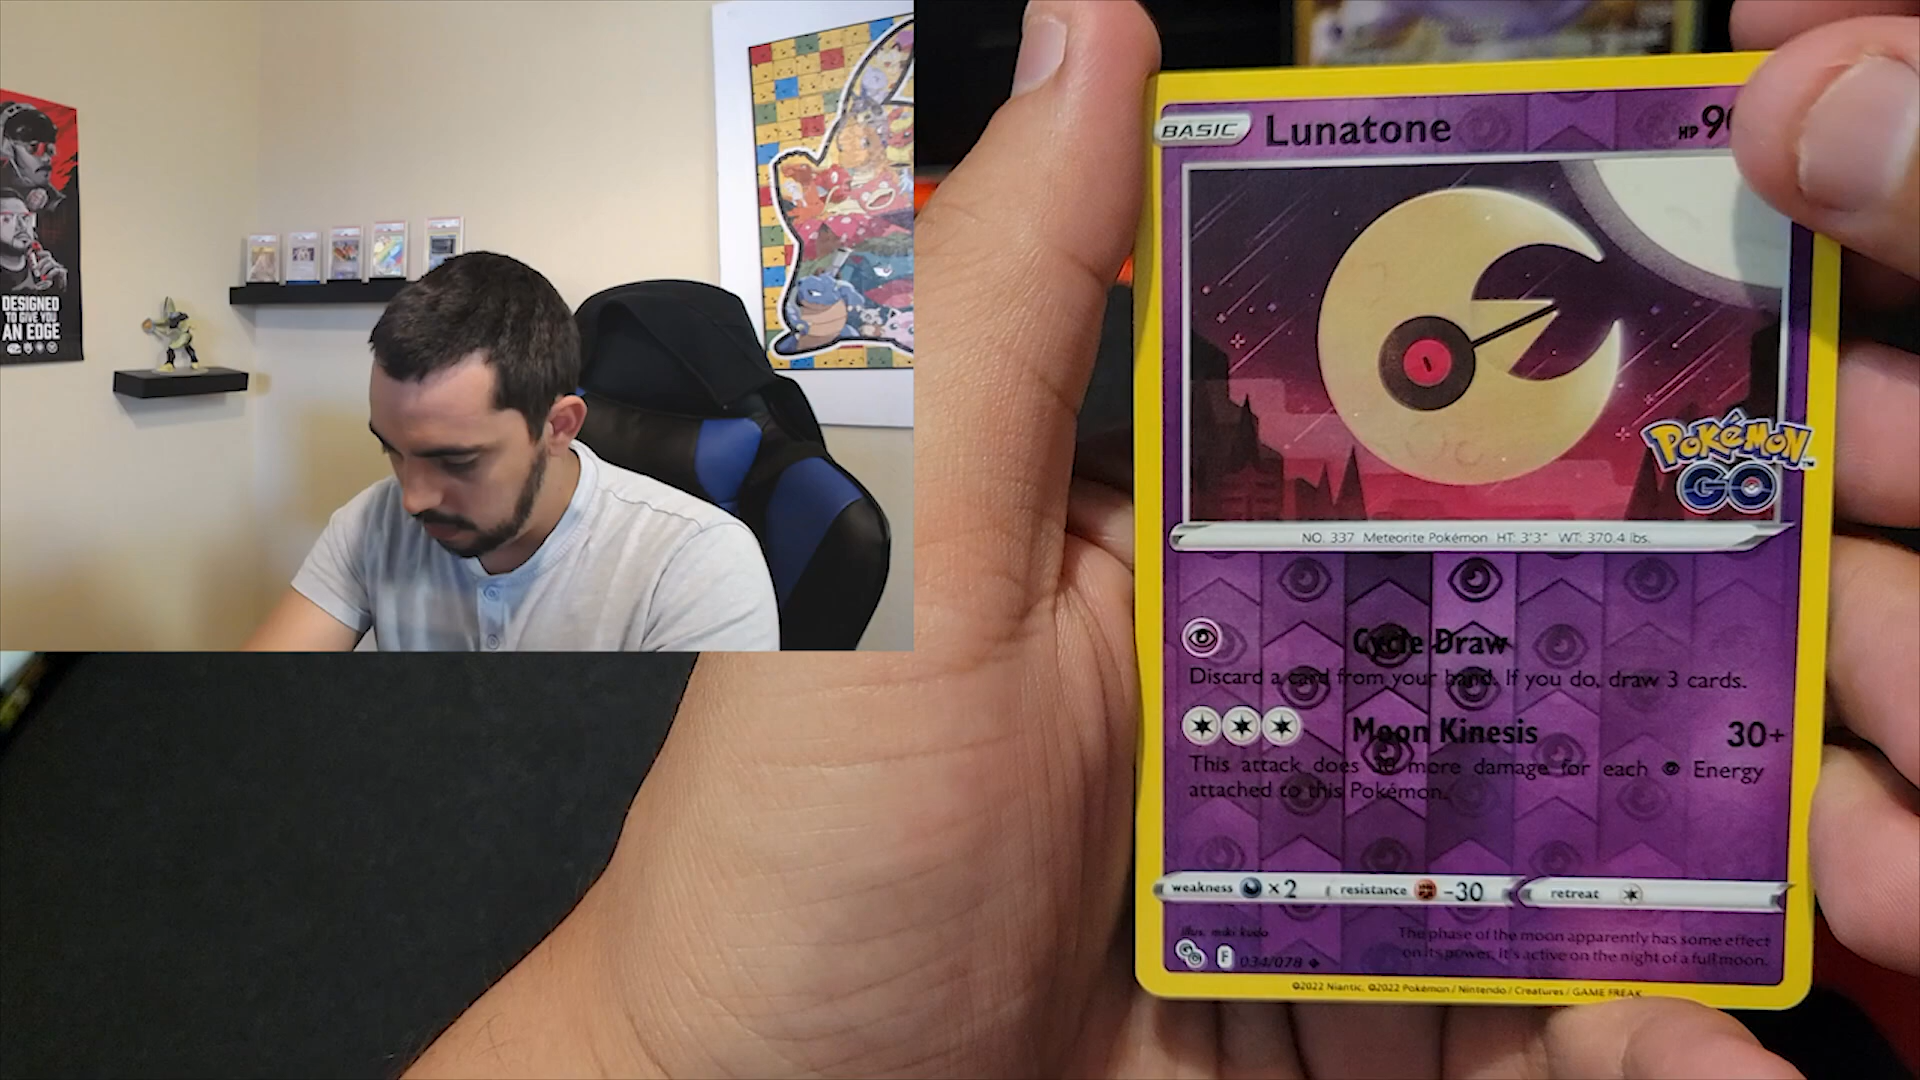 DESIGNED
TO GIVE YOU
AN EDGE
BASIC Lunatone HP 90
POKÉMON
GO
NO. 337 Meteorite Pokémon HT: 3'3" WT: 370.4 lbs.
Cycle Draw
Discard a card from your hand. If you do, draw 3 cards.
Moon Kinesis 30+
This attack does 30 more damage for each Energy
attached to this Pokémon.
weakness ×2 resistance -30 retreat
illus. miki kudo
F 034/078
The phase of the moon apparently has some effect
on its power. It's active on the night of a full moon.
©2022 Niantic. ©2022 Pokémon / Nintendo / Creatures / GAME FREAK